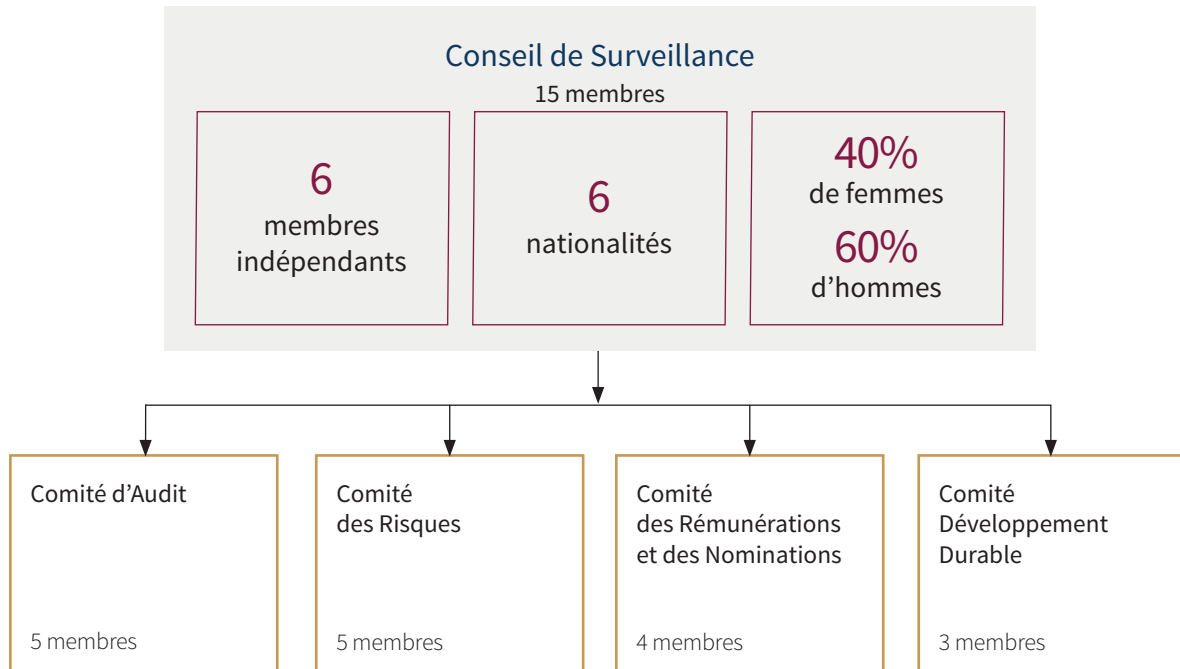 Conseil de Surveillance
15 membres
6
membres
indépendants
6
nationalités
40%
de femmes
60%
d’hommes
Comité d’Audit
5 membres
Comité
des Risques
5 membres
Comité
des Rémunérations
et des Nominations
4 membres
Comité
Développement
Durable
3 membres